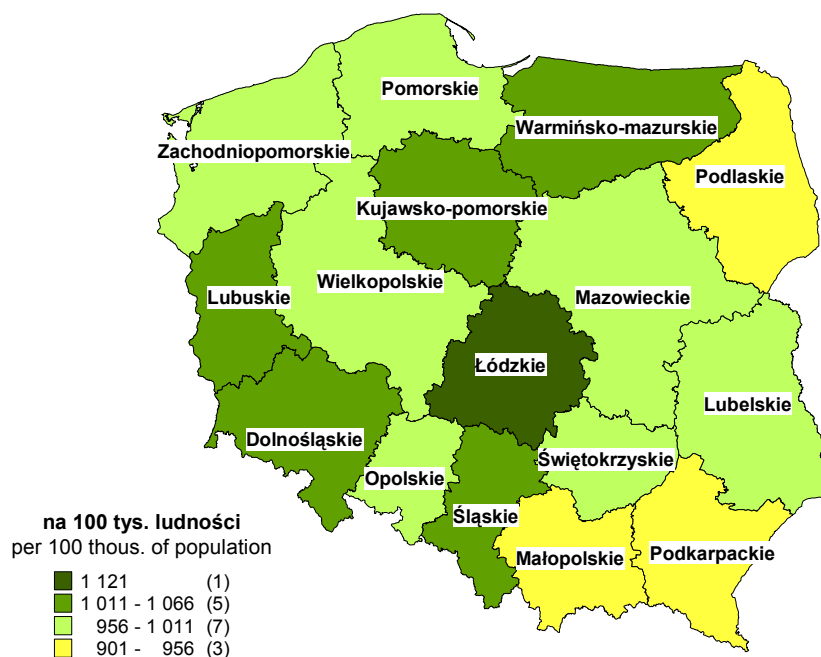 Pomorskie
Warmińsko-mazurskie
Zachodniopomorskie
Podlaskie
Kujawsko-pomorskie
Wielkopolskie
Mazowieckie
Lubuskie
Łódzkie
Lubelskie
Dolnośląskie
Świętokrzyskie
Opolskie
Śląskie
Małopolskie
Podkarpackie
na 100 tys. ludności
per 100 thous. of population
1 121 (1)
1 011 - 1 066 (5)
956 - 1 011 (7)
901 - 956 (3)